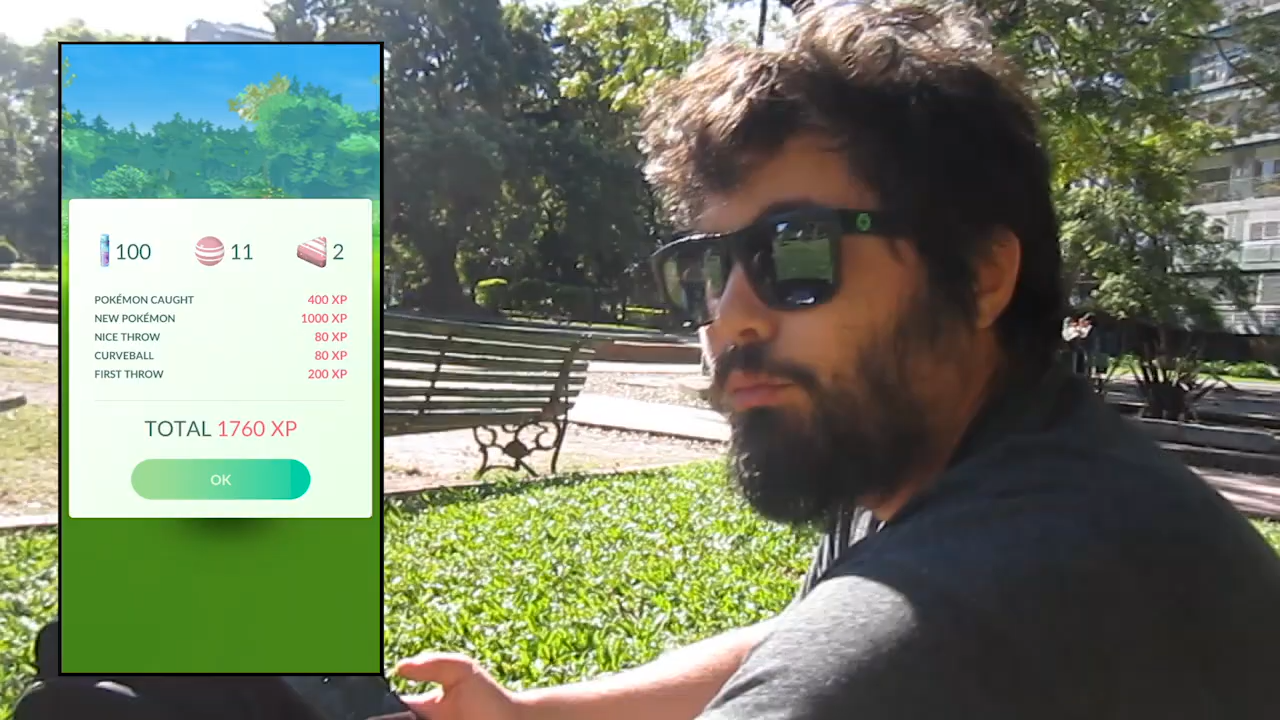 100 11 2
POKÉMON CAUGHT 400 XP
NEW POKÉMON 1000 XP
NICE THROW 80 XP
CURVEBALL 80 XP
FIRST THROW 200 XP
TOTAL 1760 XP
OK